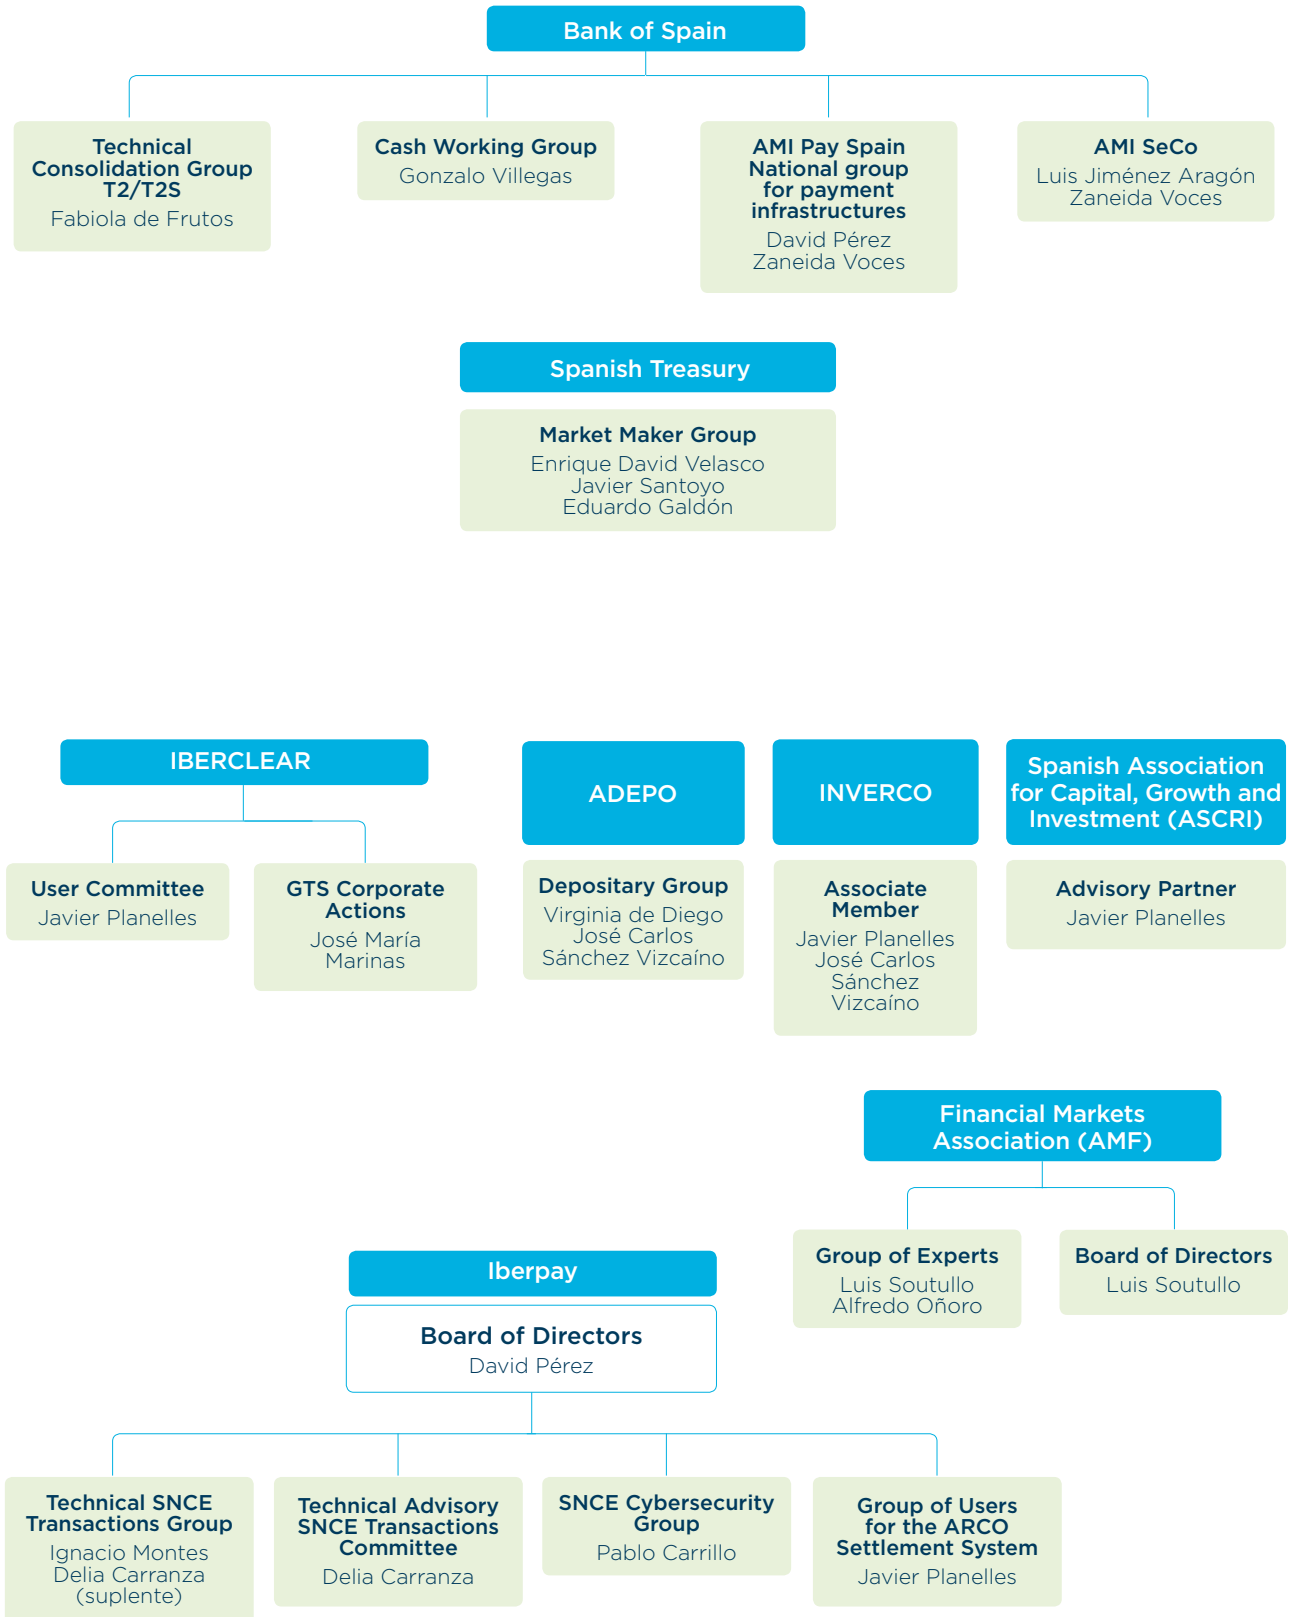 Bank of Spain
Technical
Consolidation Group
T2/T2S
Fabiola de Frutos
Cash Working Group
Gonzalo Villegas
AMI Pay Spain
National group
for payment
infrastructures
David Pérez
Zaneida Voces
AMI SeCo
Luis Jiménez Aragón
Zaneida Voces
Spanish Treasury
Market Maker Group
Enrique David Velasco
Javier Santoyo
Eduardo Galdón
IBERCLEAR
User Committee
Javier Planelles
GTS Corporate
Actions
José María
Marinas
ADEPO
Depositary Group
Virginia de Diego
José Carlos
Sánchez Vizcaíno
INVERCO
Associate
Member
Javier Planelles
José Carlos
Sánchez
Vizcaíno
Spanish Association
for Capital, Growth and
Investment (ASCRI)
Advisory Partner
Javier Planelles
Financial Markets
Association (AMF)
Group of Experts
Luis Soutullo
Alfredo Oñoro
Board of Directors
Luis Soutullo
Iberpay
Board of Directors
David Pérez
Technical SNCE
Transactions Group
Ignacio Montes
Delia Carranza
(suplente)
Technical Advisory
SNCE Transactions
Committee
Delia Carranza
SNCE Cybersecurity
Group
Pablo Carrillo
Group of Users
for the ARCO
Settlement System
Javier Planelles